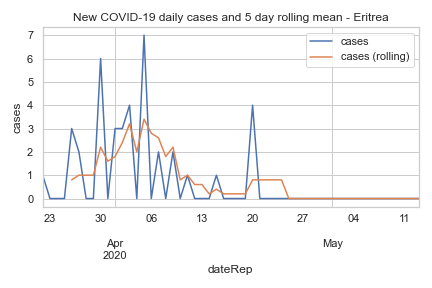 New COVID-19 daily cases and 5 day rolling mean - Eritrea
cases
cases (rolling)
7
6
5
4
3
2
1
0
cases
23 30 06 13 20 27 04 11
Apr May
2020
dateRep